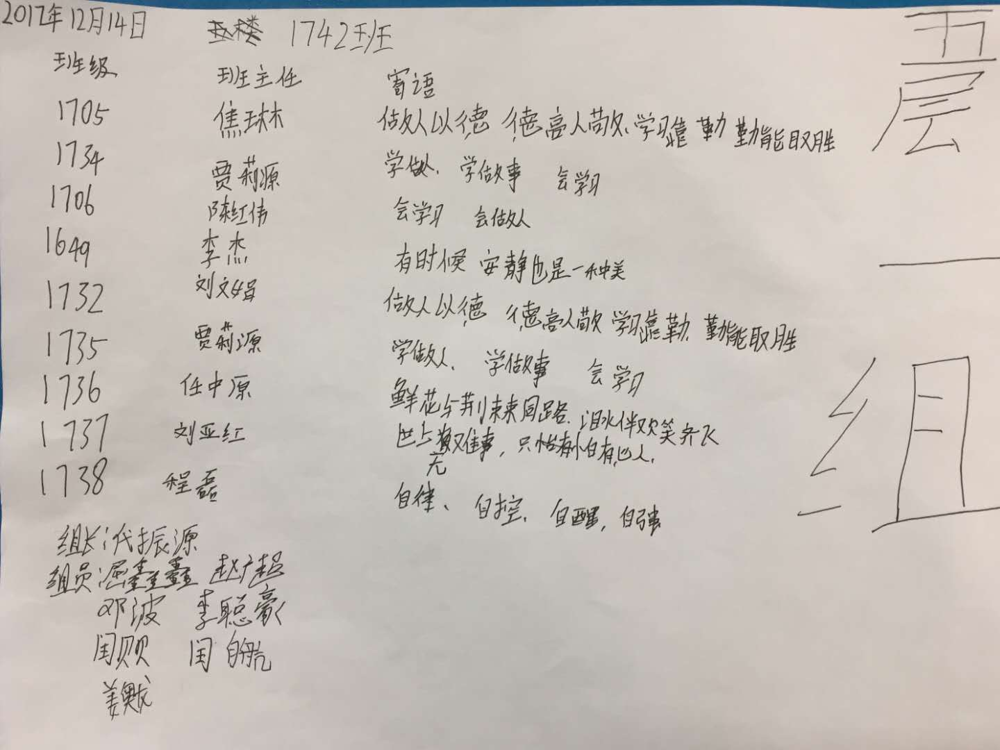 2017年12月14日 五楼 1742班
班级 班主任 寄语
1705 焦琳林 做人以德 德高人敬、学习靠勤 勤能取胜
1734 贾莉源 学做人、学做事 会学习
1706 陈红伟 会学习 会做人
1649 李杰 有时候 安静也是一种美
1732 刘文娟 做人以德 德高人敬 学习靠勤、勤能取胜
1735 贾莉源 学做人、学做事 会学习
1736 任中原 鲜花与荆棘同路、泪水伴欢笑齐飞
1737 刘亚红 世上无难事,只怕有心人.
1738 程磊 自律、自控、自醒,自强
组长:代振源
组员:屈鑫鑫 赵广超
邓波 李聪豪
闫 闫自航
姜
五层一组